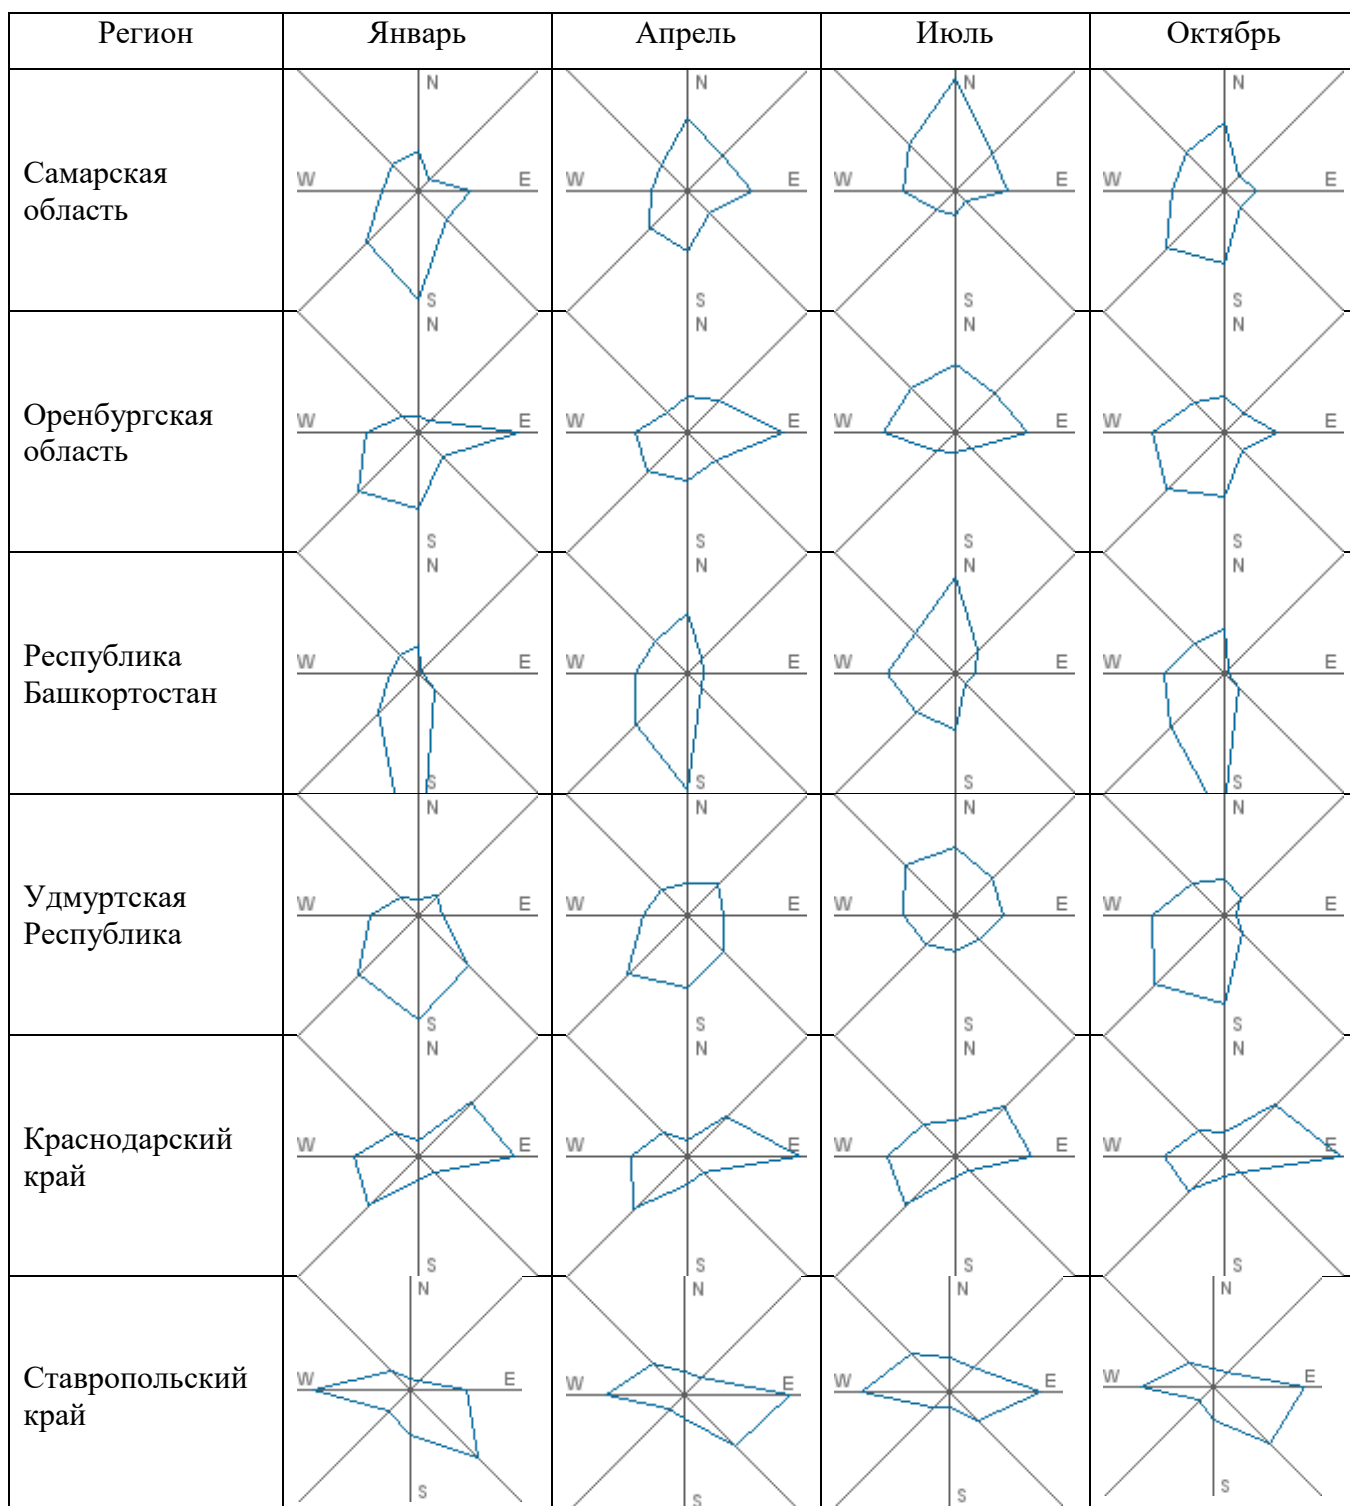 Регион Январь Апрель Июль Октябрь
N N N N
Самарская
область
W E W E W E W E
S S S S
N N N N
Оренбургская
область
W E W E W E W E
S S S S
N N N N
Республика
Башкортостан
W E W E W E W E
S S S S
N N N N
Удмуртская
Республика
W E W E W E W E
S S S S
N N N N
Краснодарский
край
W E W E W E W E
S S S S
N N N N
Ставропольский
край
W E W E W E W E
S S S S